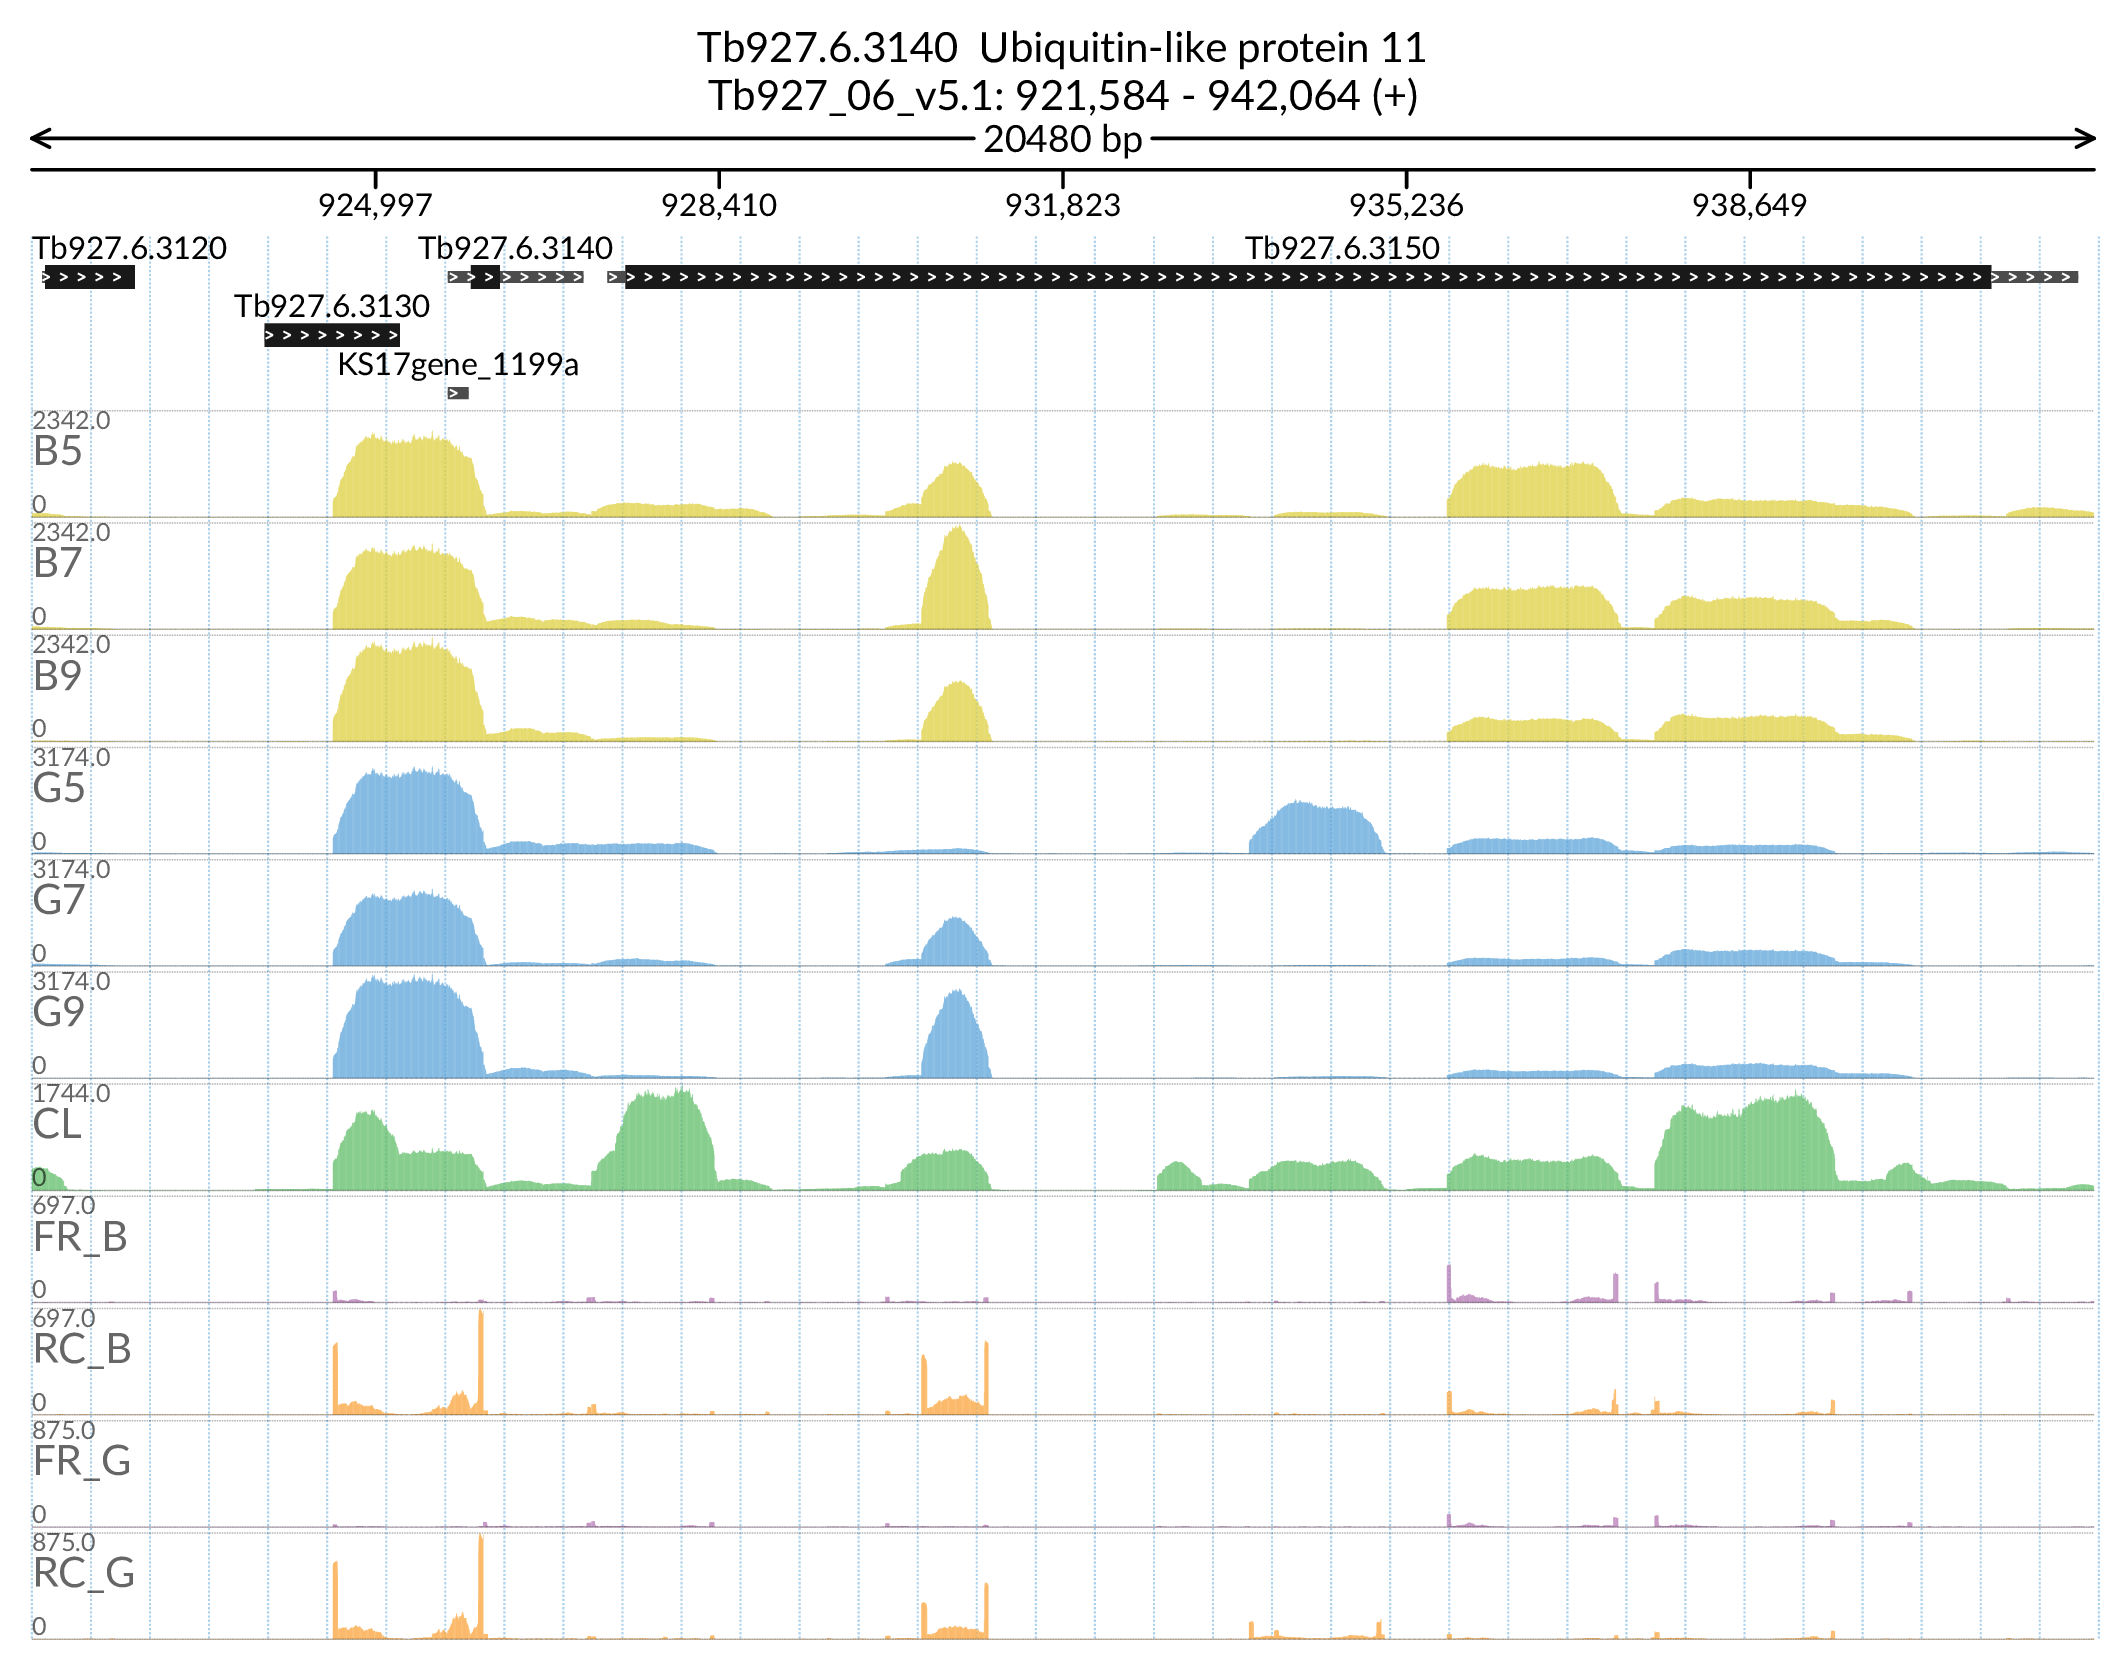 Tb927.6.3140  Ubiquitin-like protein 11
Tb927_06_v5.1: 921,584 - 942,064 (+)
20480 bp
924,997 928,410 931,823 935,236 938,649
Tb927.6.3120 Tb927.6.3140 Tb927.6.3150
Tb927.6.3130
KS17gene_1199a
2342.0
B5
0
2342.0
B7
0
2342.0
B9
0
3174.0
G5
0
3174.0
G7
0
3174.0
G9
0
1744.0
CL
0
697.0
FR_B
0
697.0
RC_B
0
875.0
FR_G
0
875.0
RC_G
0